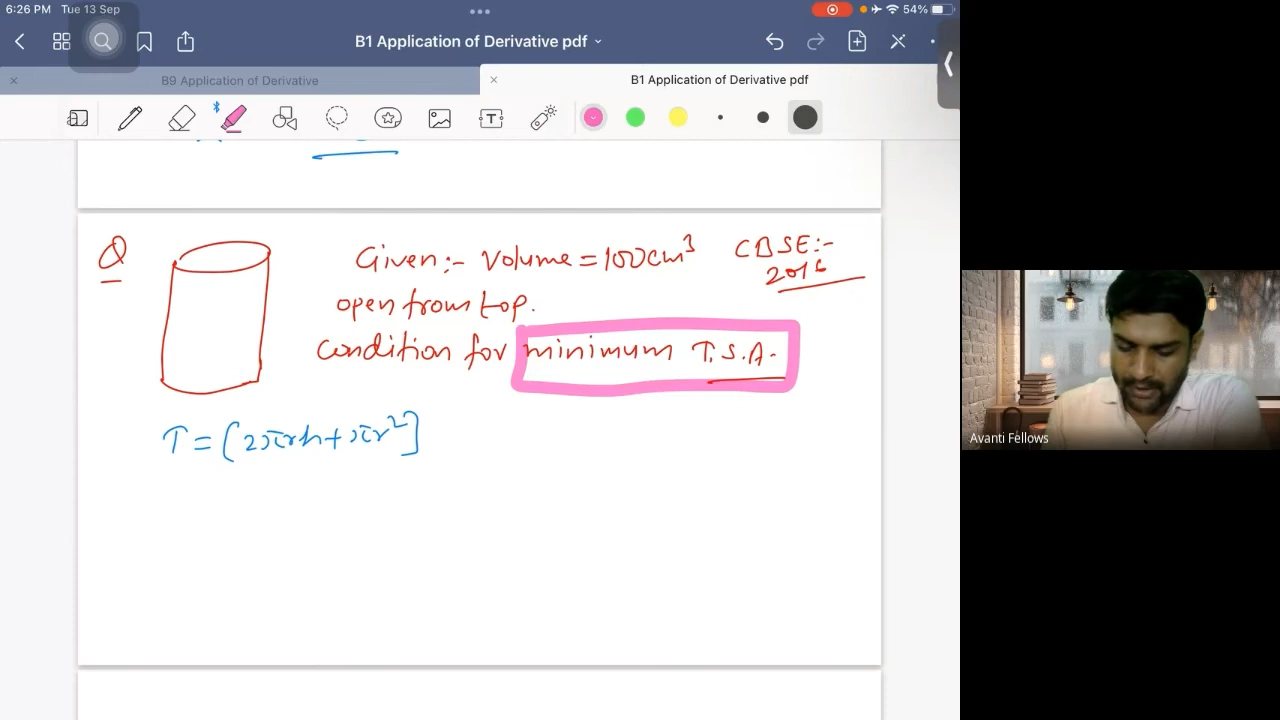 6:26 PM Tue 13 Sep
54%
B1 Application of Derivative pdf
B9 Application of Derivative
B1 Application of Derivative pdf
Q
Given:- Volume = 100cm³
CBSE:-
2016
open from top.
condition for minimum T.S.A.
T = [2πrh + πr²]
Avanti Fellows